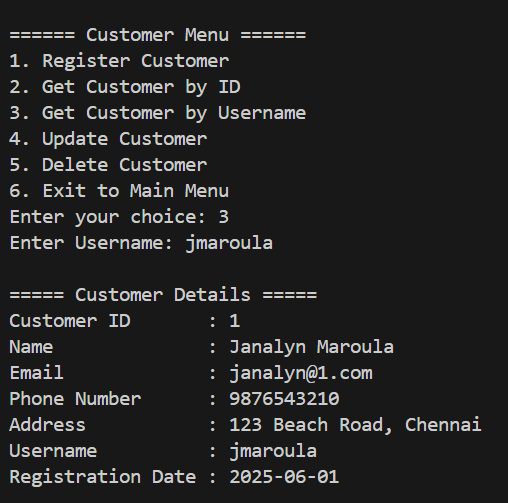 ====== Customer Menu ======
1. Register Customer
2. Get Customer by ID
3. Get Customer by Username
4. Update Customer
5. Delete Customer
6. Exit to Main Menu
Enter your choice: 3
Enter Username: jmaroula

===== Customer Details =====
Customer ID       : 1
Name              : Janalyn Maroula
Email             : janalyn@1.com
Phone Number      : 9876543210
Address           : 123 Beach Road, Chennai
Username          : jmaroula
Registration Date : 2025-06-01